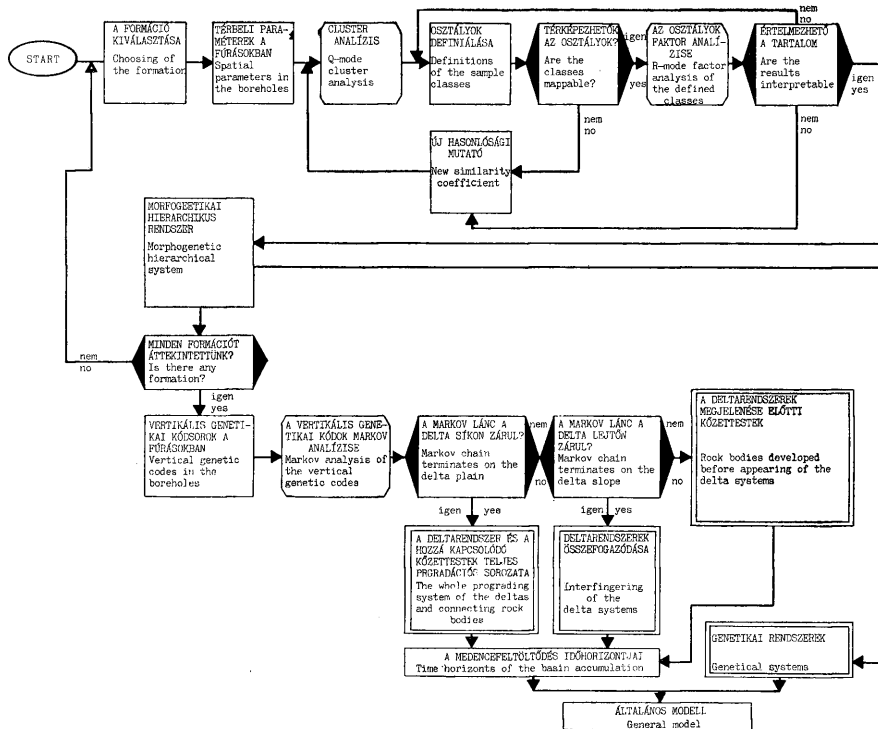 START
A FORMÁCIÓ
KIVÁLASZTÁSA
Choosing of
the formation
TÉRBELI PARA-
MÉTEREK A
FÚRÁSOKBAN
Spatial
parameters in
the boreholes
CLUSTER
ANALÍZIS
Q-mode
cluster
analysis
OSZTÁLYOK
DEFINIÁLÁSA
Definitions
of the sample
classes
TÉRKÉPEZHETŐK
AZ OSZTÁLYOK?
Are the
classes
mappable?
igen
yes
nem
no
AZ OSZTÁLYOK
FAKTOR ANALÍ-
ZISE
R-mode factor
analysis of
the defined
classes
nem
no
ÉRTELMEZHETŐ
A TARTALOM
Are the
results
interpretable
igen
yes
nem
no
ÚJ HASONLÓSÁGI
MUTATÓ
New similarity
coefficient
MORFOGEETIKAI
HIERARCHIKUS
RENDSZER
Morphogenetic
hierarchical
system
MINDEN FORMÁCIÓT
ÁTTEKINTETTÜNK?
Is there any
formation?
nem
no
igen
yes
VERTIKÁLIS GENETI-
KAI KÓDSOROK A
FÚRÁSOKBAN
Vertical genetic
codes in the
boreholes
A VERTIKÁLIS GENE-
TIKAI KÓDOK MARKOV
ANALÍZISE
Markov analysis of
the vertical
genetic codes
A MARKOV LÁNC A
DELTA SÍKON ZÁRUL?
Markov chain
terminates on the
delta plain
nem
no
igen yes
A MARKOV LÁNC A
DELTA LEJTŐN
ZÁRUL?
Markov chain
terminates on the
delta slope
nem
no
igen yes
A DELTARENDSZEREK
MEGJELENÉSE ELŐTTI
KŐZETTESTEK
Rock bodies developed
before appearing of the
delta systems
A DELTARENDSZER ÉS A
HOZZÁ KAPCSOLÓDÓ
KŐZETTESTEK TELJES
PRGRADÁCIÓS SOROZATA
The whole prograding
system of the deltas
and connecting rock
bodies
DELTARENDSZEREK
ÖSSZEFOGAZÓDÁSA
Interfingering
of the
delta systems
A MEDENCEFELTÖLTŐDÉS IDŐHORIZONTJAI
Time horizonts of the basin accumulation
GENETIKAI RENDSZEREK
Genetical systems
ÁLTALÁNOS MODELL
General model